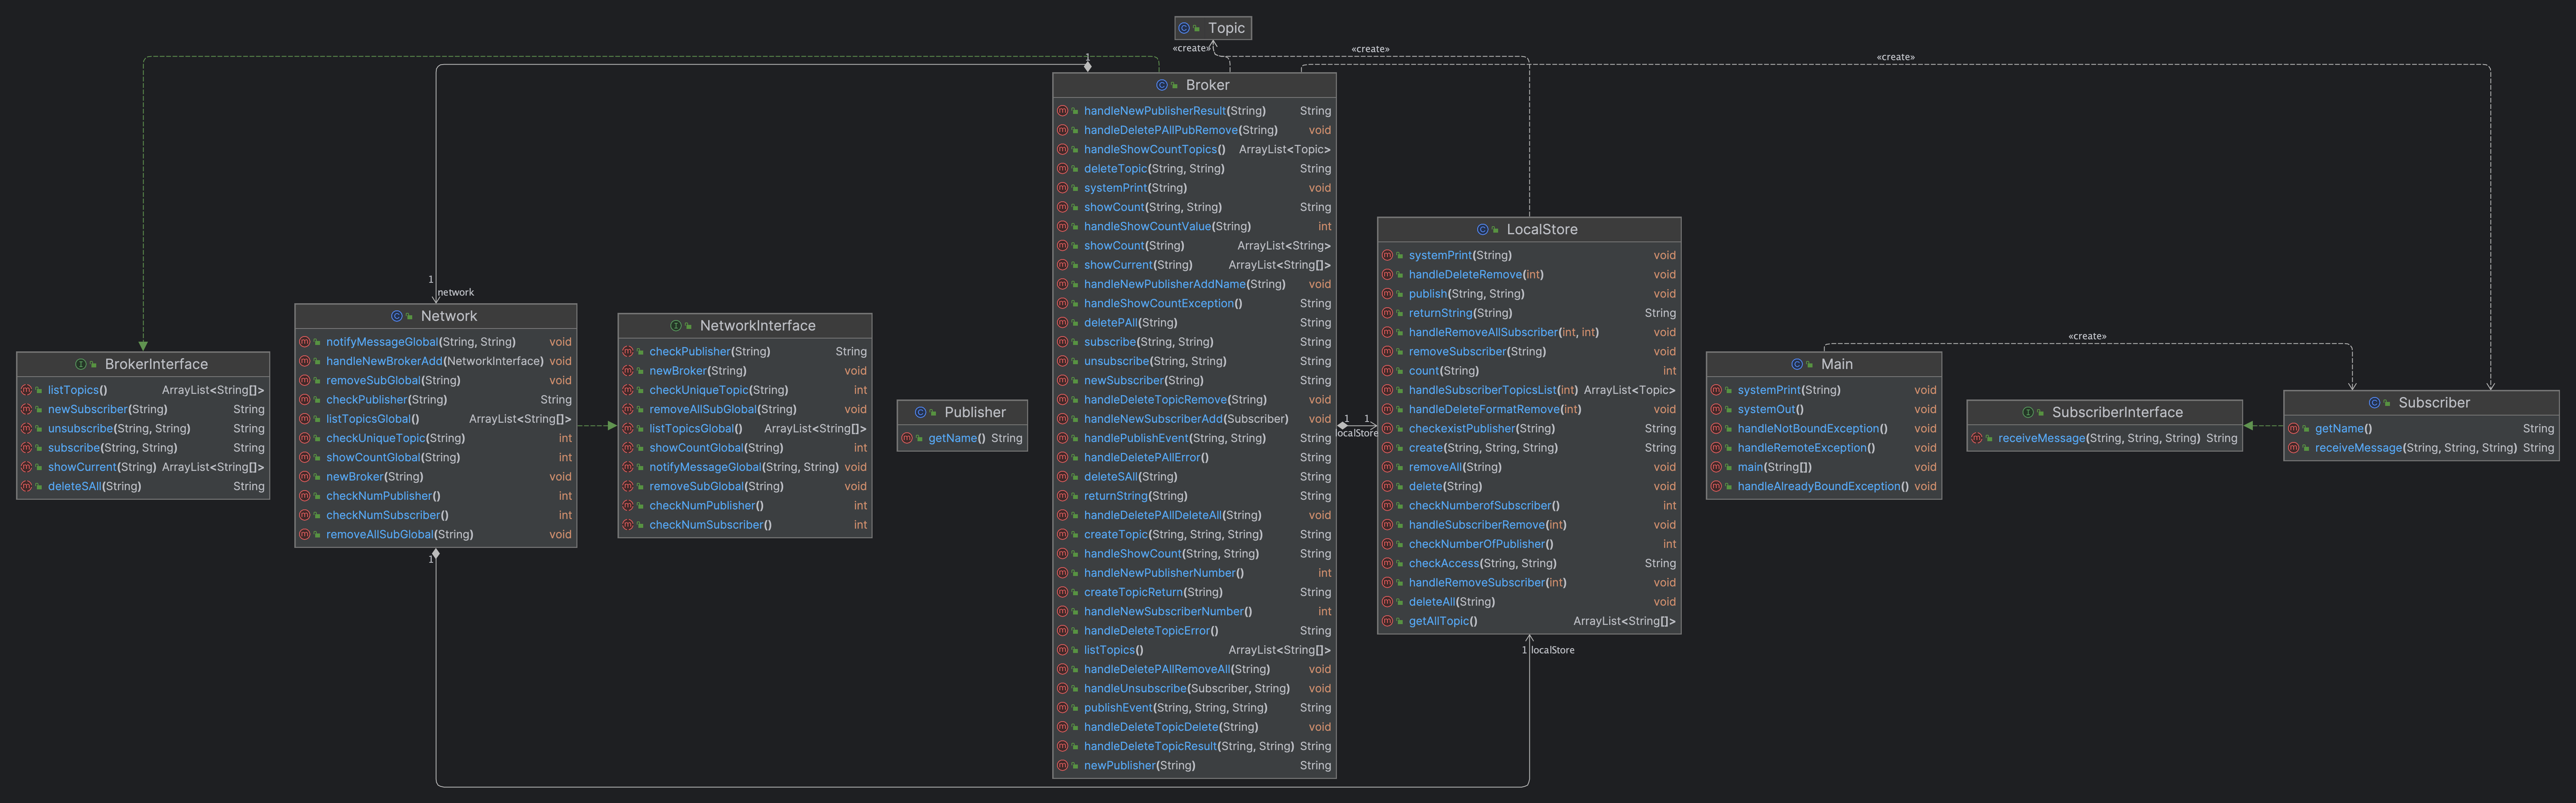 Topic
«create»
«create»
1
«create»
Broker
handleNewPublisherResult(String) String
handleDeletePAllPubRemove(String) void
handleShowCountTopics() ArrayList<Topic>
deleteTopic(String, String) String
systemPrint(String) void
showCount(String, String) String
handleShowCountValue(String) int
showCount(String) ArrayList<String>
showCurrent(String) ArrayList<String[]>
handleNewPublisherAddName(String) void
handleShowCountException() String
deletePAll(String) String
subscribe(String, String) String
unsubscribe(String, String) String
newSubscriber(String) String
handleDeleteTopicRemove(String) void
handleNewSubscriberAdd(Subscriber) void
handlePublishEvent(String, String) String
handleDeletePAllError() String
deleteSAll(String) String
returnString(String) String
handleDeletePAllDeleteAll(String) void
createTopic(String, String, String) String
handleShowCount(String, String) String
handleNewPublisherNumber() int
createTopicReturn(String) String
handleNewSubscriberNumber() int
handleDeleteTopicError() String
listTopics() ArrayList<String[]>
handleDeletePAllRemoveAll(String) void
handleUnsubscribe(Subscriber, String) void
publishEvent(String, String, String) String
handleDeleteTopicDelete(String) void
handleDeleteTopicResult(String, String) String
newPublisher(String) String
LocalStore
systemPrint(String) void
handleDeleteRemove(int) void
publish(String, String) void
returnString(String) String
handleRemoveAllSubscriber(int, int) void
removeSubscriber(String) void
count(String) int
handleSubscriberTopicsList(int) ArrayList<Topic>
handleDeleteFormatRemove(int) void
checkexistPublisher(String) String
create(String, String, String) String
removeAll(String) void
delete(String) void
checkNumberofSubscriber() int
handleSubscriberRemove(int) void
checkNumberOfPublisher() int
checkAccess(String, String) String
handleRemoveSubscriber(int) void
deleteAll(String) void
getAllTopic() ArrayList<String[]>
1 1
localStore
1 localStore
1
network
Network
notifyMessageGlobal(String, String) void
handleNewBrokerAdd(NetworkInterface) void
removeSubGlobal(String) void
checkPublisher(String) String
listTopicsGlobal() ArrayList<String[]>
checkUniqueTopic(String) int
showCountGlobal(String) int
newBroker(String) void
checkNumPublisher() int
checkNumSubscriber() int
removeAllSubGlobal(String) void
1
NetworkInterface
checkPublisher(String) String
newBroker(String) void
checkUniqueTopic(String) int
removeAllSubGlobal(String) void
listTopicsGlobal() ArrayList<String[]>
showCountGlobal(String) int
notifyMessageGlobal(String, String) void
removeSubGlobal(String) void
checkNumPublisher() int
checkNumSubscriber() int
BrokerInterface
listTopics() ArrayList<String[]>
newSubscriber(String) String
unsubscribe(String, String) String
subscribe(String, String) String
showCurrent(String) ArrayList<String[]>
deleteSAll(String) String
Publisher
getName() String
«create»
Main
systemPrint(String) void
systemOut() void
handleNotBoundException() void
handleRemoteException() void
main(String[]) void
handleAlreadyBoundException() void
SubscriberInterface
receiveMessage(String, String, String) String
Subscriber
getName() String
receiveMessage(String, String, String) String